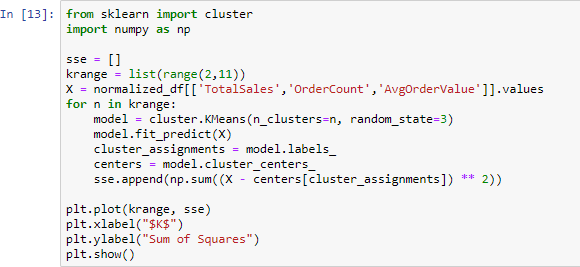 In [13]: from sklearn import cluster
import numpy as np

sse = []
krange = list(range(2,11))
X = normalized_df[['TotalSales','OrderCount','AvgOrderValue']].values
for n in krange:
    model = cluster.KMeans(n_clusters=n, random_state=3)
    model.fit_predict(X)
    cluster_assignments = model.labels_
    centers = model.cluster_centers_
    sse.append(np.sum((X - centers[cluster_assignments]) ** 2))

plt.plot(krange, sse)
plt.xlabel("$K$")
plt.ylabel("Sum of Squares")
plt.show()